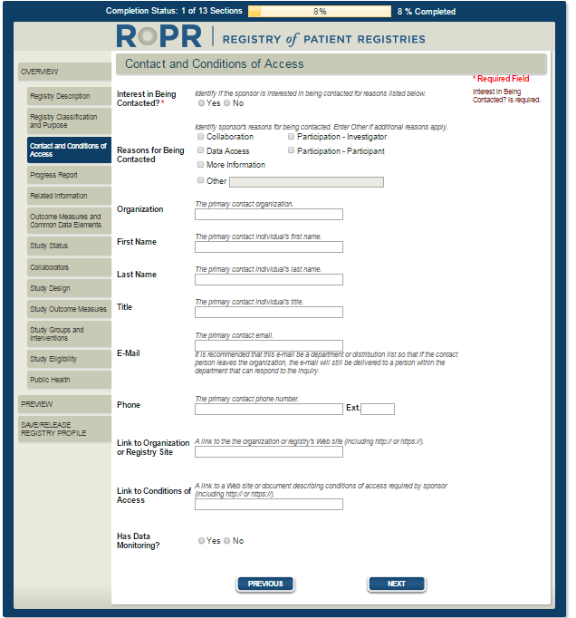 Completion Status: 1 of 13 Sections 8% 8 % Completed
RoPR | REGISTRY of PATIENT REGISTRIES
OVERVIEW
Registry Description
Registry Classification
and Purpose
Contact and Conditions of
Access
Progress Report
Related Information
Outcome Measures and
Common Data Elements
Study Status
Collaborators
Study Design
Study Outcome Measures
Study Groups and
Interventions
Study Eligibility
Public Health
PREVIEW
SAVE/RELEASE
REGISTRY PROFILE
Contact and Conditions of Access
* Required Field
Interest in Being
Contacted? is required.
Interest in Being
Contacted? *
Identify if the sponsor is interested in being contacted for reasons listed below.
Yes No
Reasons for Being
Contacted
Identify sponsor's reasons for being contacted. Enter Other if additional reasons apply.
Collaboration Participation - Investigator
Data Access Participation - Participant
More Information
Other
Organization
The primary contact organization.
First Name
The primary contact individual's first name.
Last Name
The primary contact individual's last name.
Title
The primary contact individual's title.
E-Mail
The primary contact email.
It is recommended that this e-mail be a department or distribution list so that if the contact
person leaves the organization, the e-mail will still be delivered to a person within the
department that can respond to the inquiry.
Phone
The primary contact phone number.
Ext.
Link to Organization
or Registry Site
A link to the the organization or registry's Web site (including http:// or https://).
Link to Conditions of
Access
A link to a Web site or document describing conditions of access required by sponsor
(including http:// or https://).
Has Data
Monitoring?
Yes No
PREVIOUS NEXT